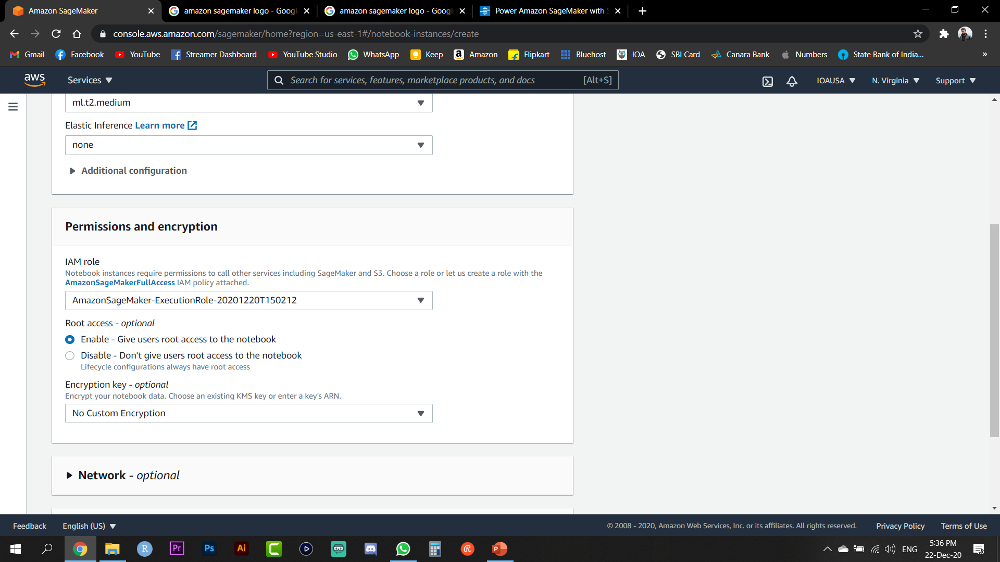 Amazon SageMaker
amazon sagemaker logo - Googl
amazon sagemaker logo - Googl
Power Amazon SageMaker with S
console.aws.amazon.com/sagemaker/home?region=us-east-1#/notebook-instances/create
Gmail
Facebook
YouTube
Streamer Dashboard
YouTube Studio
WhatsApp
Keep
Amazon
Flipkart
Bluehost
IOA
SBI Card
Canara Bank
Numbers
State Bank of India...
»
aws
Services
Search for services, features, marketplace products, and docs
[Alt+S]
IOAUSA
N. Virginia
Support
ml.t2.medium
Elastic Inference Learn more
none
Additional configuration
Permissions and encryption
IAM role
Notebook instances require permissions to call other services including SageMaker and S3. Choose a role or let us create a role with the
AmazonSageMakerFullAccess IAM policy attached.
AmazonSageMaker-ExecutionRole-20201220T150212
Root access - optional
Enable - Give users root access to the notebook
Disable - Don't give users root access to the notebook
Lifecycle configurations always have root access
Encryption key - optional
Encrypt your notebook data. Choose an existing KMS key or enter a key's ARN.
No Custom Encryption
Network - optional
Feedback
English (US)
© 2008 - 2020, Amazon Web Services, Inc. or its affiliates. All rights reserved.
Privacy Policy
Terms of Use
R
Pr
Ps
Ai
C
R
P
ENG
5:36 PM
22-Dec-20